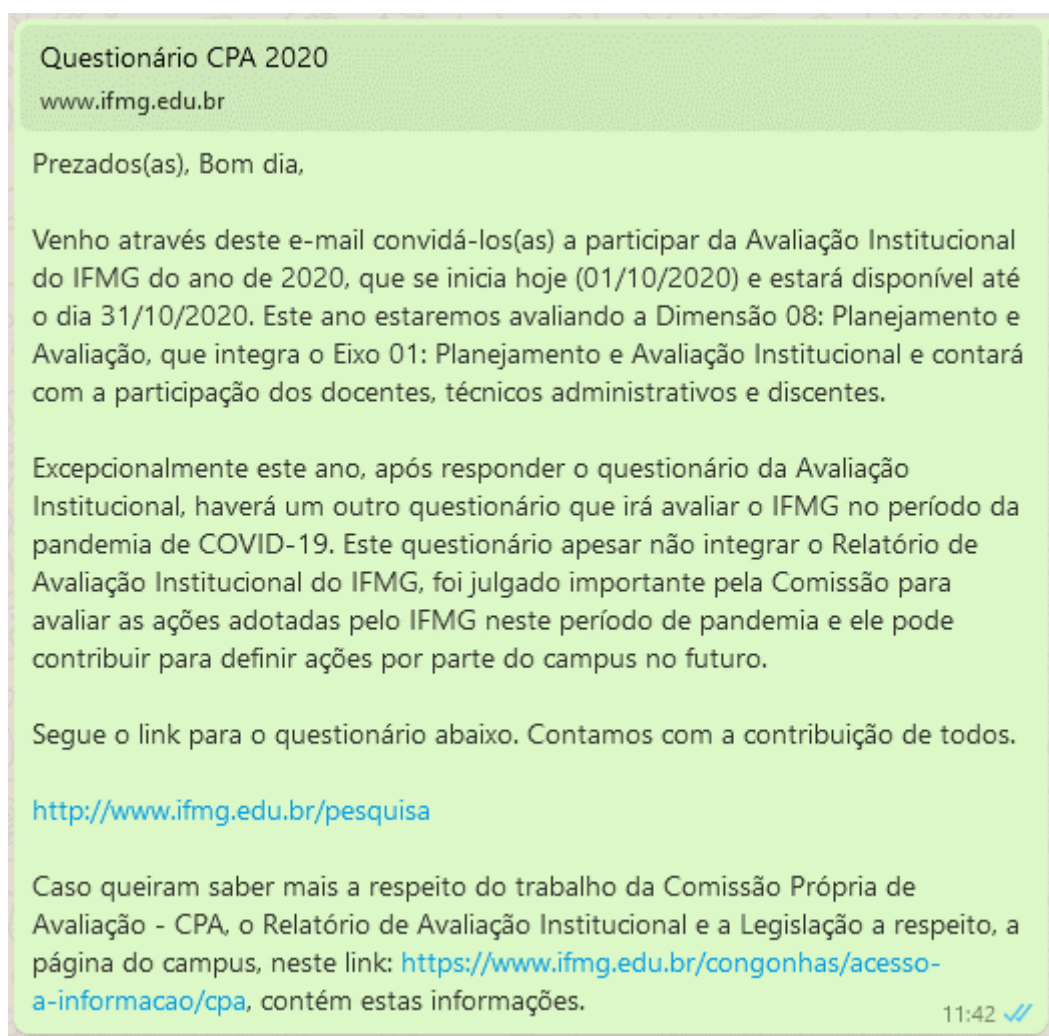 Questionário CPA 2020
www.ifmg.edu.br
Prezados(as), Bom dia,
Venho através deste e-mail convidá-los(as) a participar da Avaliação Institucional
do IFMG do ano de 2020, que se inicia hoje (01/10/2020) e estará disponível até
o dia 31/10/2020. Este ano estaremos avaliando a Dimensão 08: Planejamento e
Avaliação, que integra o Eixo 01: Planejamento e Avaliação Institucional e contará
com a participação dos docentes, técnicos administrativos e discentes.
Excepcionalmente este ano, após responder o questionário da Avaliação
Institucional, haverá um outro questionário que irá avaliar o IFMG no período da
pandemia de COVID-19. Este questionário apesar não integrar o Relatório de
Avaliação Institucional do IFMG, foi julgado importante pela Comissão para
avaliar as ações adotadas pelo IFMG neste período de pandemia e ele pode
contribuir para definir ações por parte do campus no futuro.
Segue o link para o questionário abaixo. Contamos com a contribuição de todos.
http://www.ifmg.edu.br/pesquisa
Caso queiram saber mais a respeito do trabalho da Comissão Própria de
Avaliação - CPA, o Relatório de Avaliação Institucional e a Legislação a respeito, a
página do campus, neste link: https://www.ifmg.edu.br/congonhas/acesso-
a-informacao/cpa, contém estas informações.
11:42